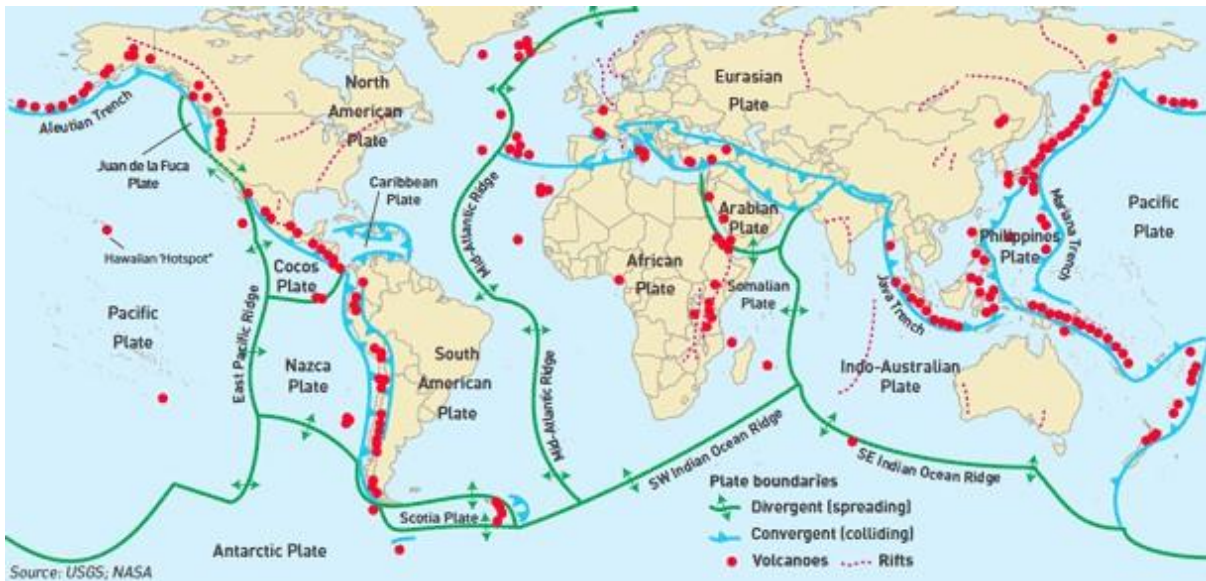 North
American
Plate
Eurasian
Plate
Aleutian Trench
Juan de la Fuca
Plate
Caribbean
Plate
Mid-Atlantic Ridge
Arabian
Plate
Mariana Trench
Pacific
Plate
Philippines
Plate
Hawaiian "Hotspot"
Cocos
Plate
African
Plate
Somalian
Plate
Java Trench
Pacific
Plate
East Pacific Ridge
Nazca
Plate
South
American
Plate
Mid-Atlantic Ridge
Indo-Australian
Plate
SW Indian Ocean Ridge
SE Indian Ocean Ridge
Scotia Plate
Antarctic Plate
Plate boundaries
Divergent (spreading)
Convergent (colliding)
Volcanoes
Rifts
Source: USGS; NASA